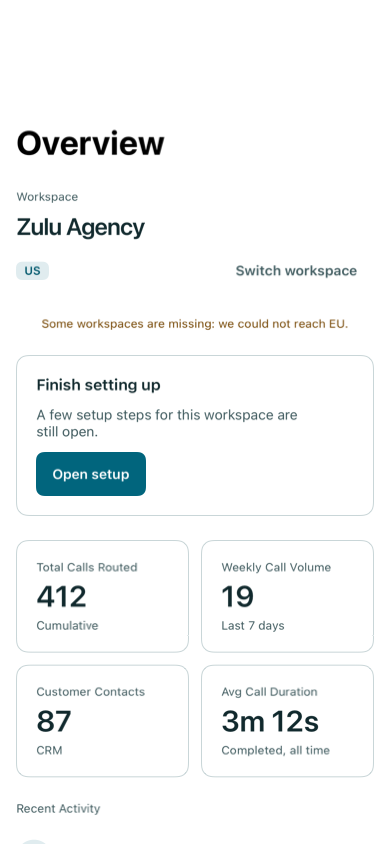 Overview
Workspace
Zulu Agency
US
Switch workspace
Some workspaces are missing: we could not reach EU.
Finish setting up
A few setup steps for this workspace are
still open.
Open setup
Total Calls Routed
412
Cumulative
Weekly Call Volume
19
Last 7 days
Customer Contacts
87
CRM
Avg Call Duration
3m 12s
Completed, all time
Recent Activity